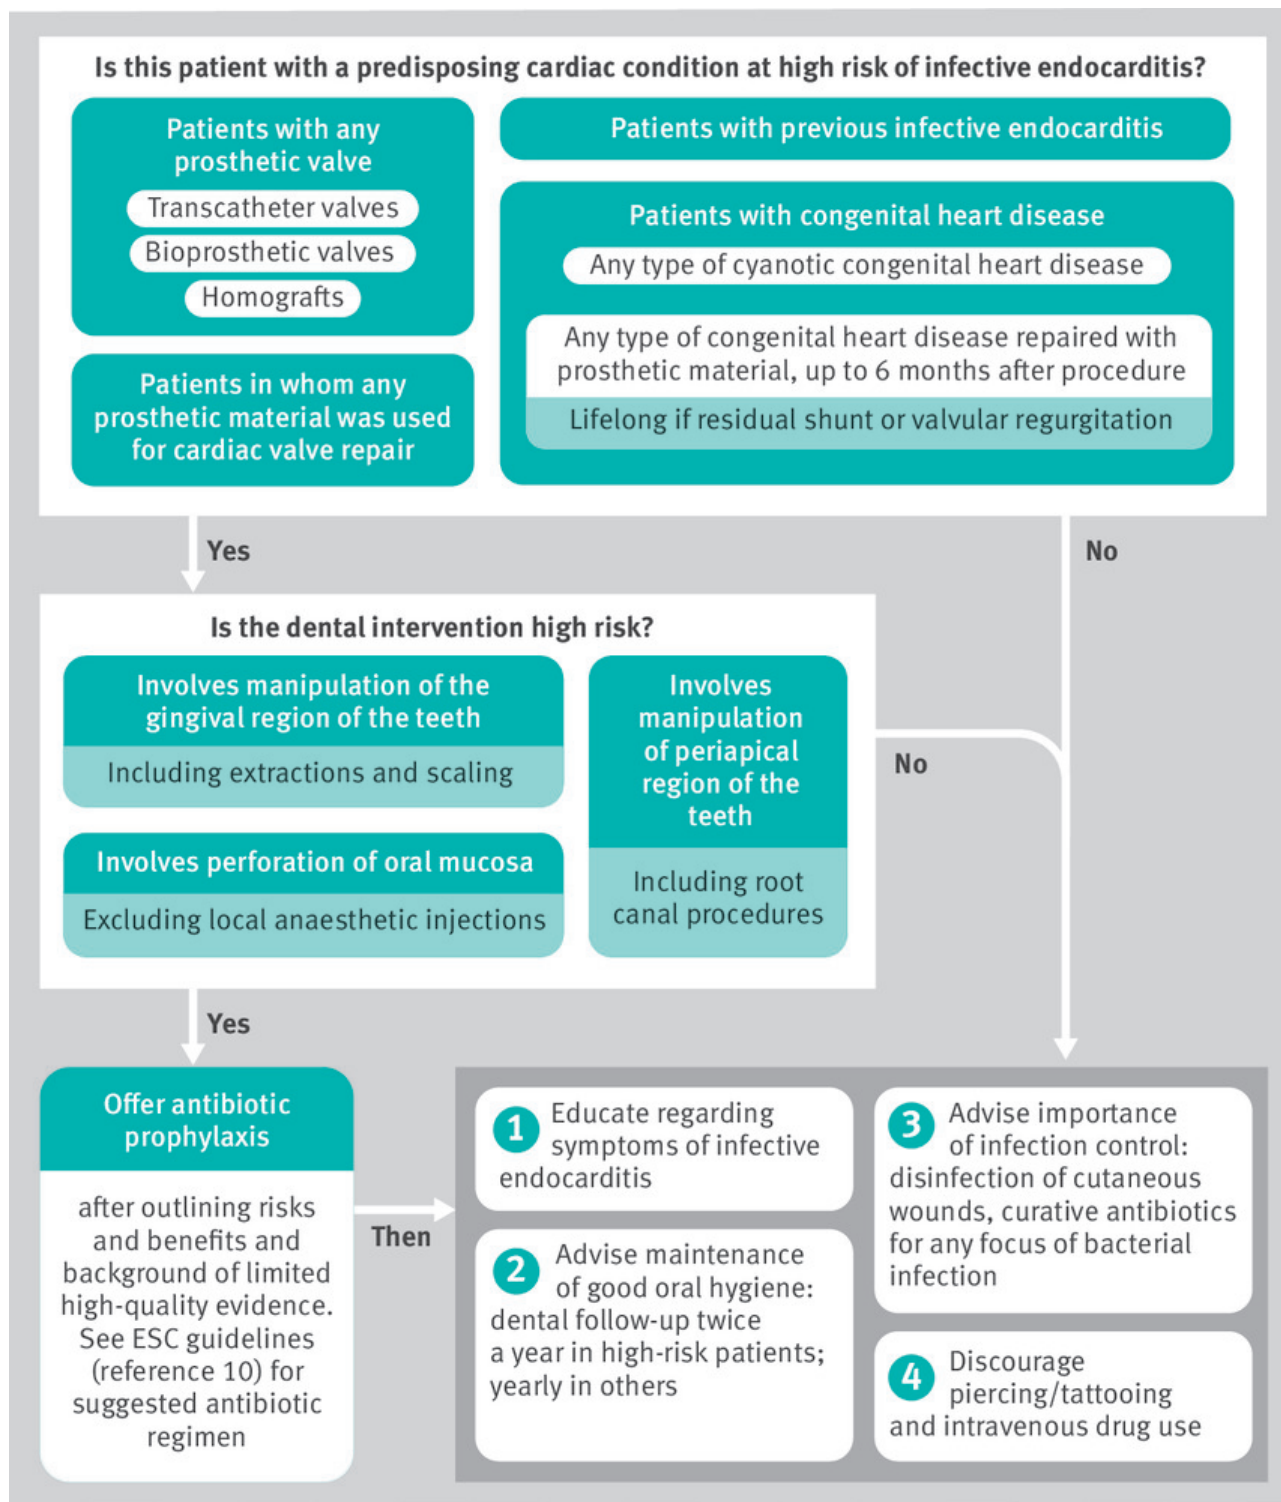 Is this patient with a predisposing cardiac condition at high risk of infective endocarditis?
Patients with any
prosthetic valve
Transcatheter valves
Bioprosthetic valves
Homografts
Patients in whom any
prosthetic material was used
for cardiac valve repair
Patients with previous infective endocarditis
Patients with congenital heart disease
Any type of cyanotic congenital heart disease
Any type of congenital heart disease repaired with
prosthetic material, up to 6 months after procedure
Lifelong if residual shunt or valvular regurgitation
Yes
No
Is the dental intervention high risk?
Involves manipulation of the
gingival region of the teeth
Including extractions and scaling
Involves perforation of oral mucosa
Excluding local anaesthetic injections
Involves
manipulation
of periapical
region of the
teeth
Including root
canal procedures
No
Yes
Offer antibiotic
prophylaxis
after outlining risks
and benefits and
background of limited
high-quality evidence.
See ESC guidelines
(reference 10) for
suggested antibiotic
regimen
Then
1 Educate regarding
symptoms of infective
endocarditis
2 Advise maintenance
of good oral hygiene:
dental follow-up twice
a year in high-risk patients;
yearly in others
3 Advise importance
of infection control:
disinfection of cutaneous
wounds, curative antibiotics
for any focus of bacterial
infection
4 Discourage
piercing/tattooing
and intravenous drug use